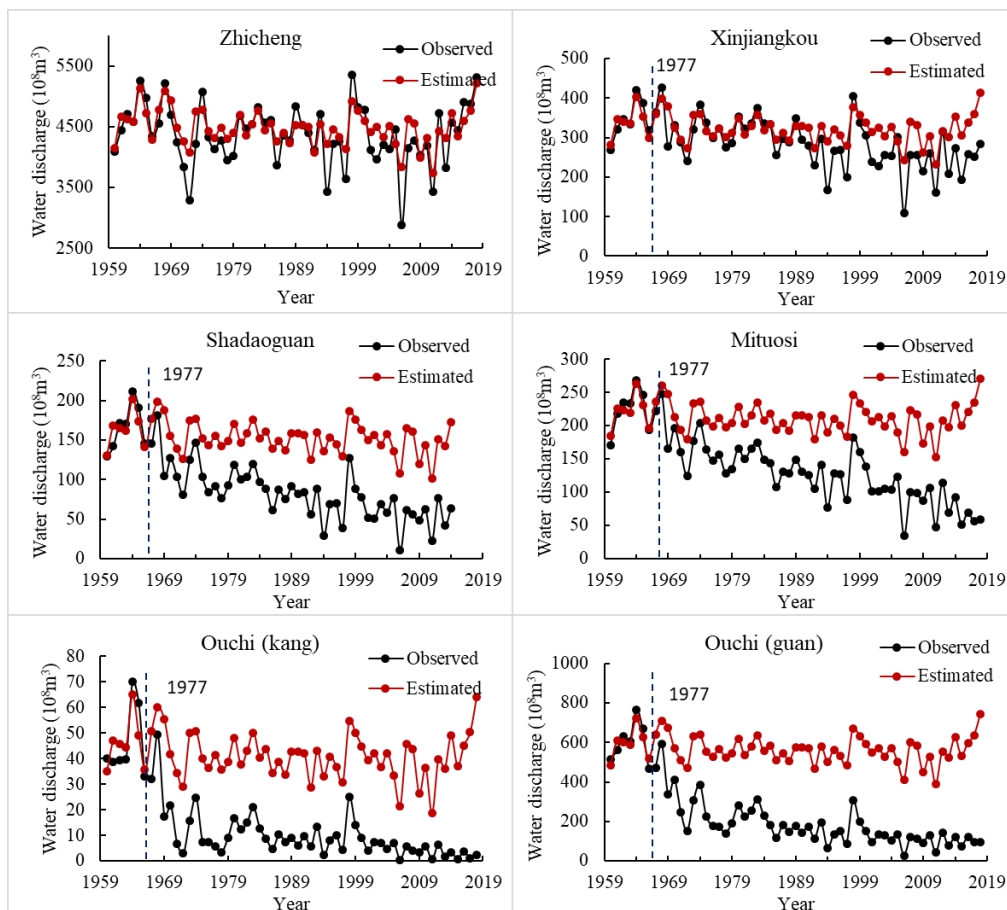 Zhicheng
Observed
Estimated
Water discharge (10⁸m³)
5500
4500
3500
2500
1959 1969 1979 1989 1999 2009 2019
Year
Xinjiangkou
Observed
Estimated
1977
Water discharge (10⁸m³)
500
400
300
200
100
0
1959 1969 1979 1989 1999 2009 2019
Year
Shadaoguan
Observed
Estimated
1977
Water discharge (10⁸m³)
250
200
150
100
50
0
1959 1969 1979 1989 1999 2009 2019
Year
Mituosi
Observed
Estimated
1977
Water discharge (10⁸m³)
300
250
200
150
100
50
0
1959 1969 1979 1989 1999 2009 2019
Year
Ouchi (kang)
Observed
Estimated
1977
Water discharge (10⁸m³)
80
70
60
50
40
30
20
10
0
1959 1969 1979 1989 1999 2009 2019
Year
Ouchi (guan)
Observed
Estimated
1977
Water discharge (10⁸m³)
1000
800
600
400
200
0
1959 1969 1979 1989 1999 2009 2019
Year